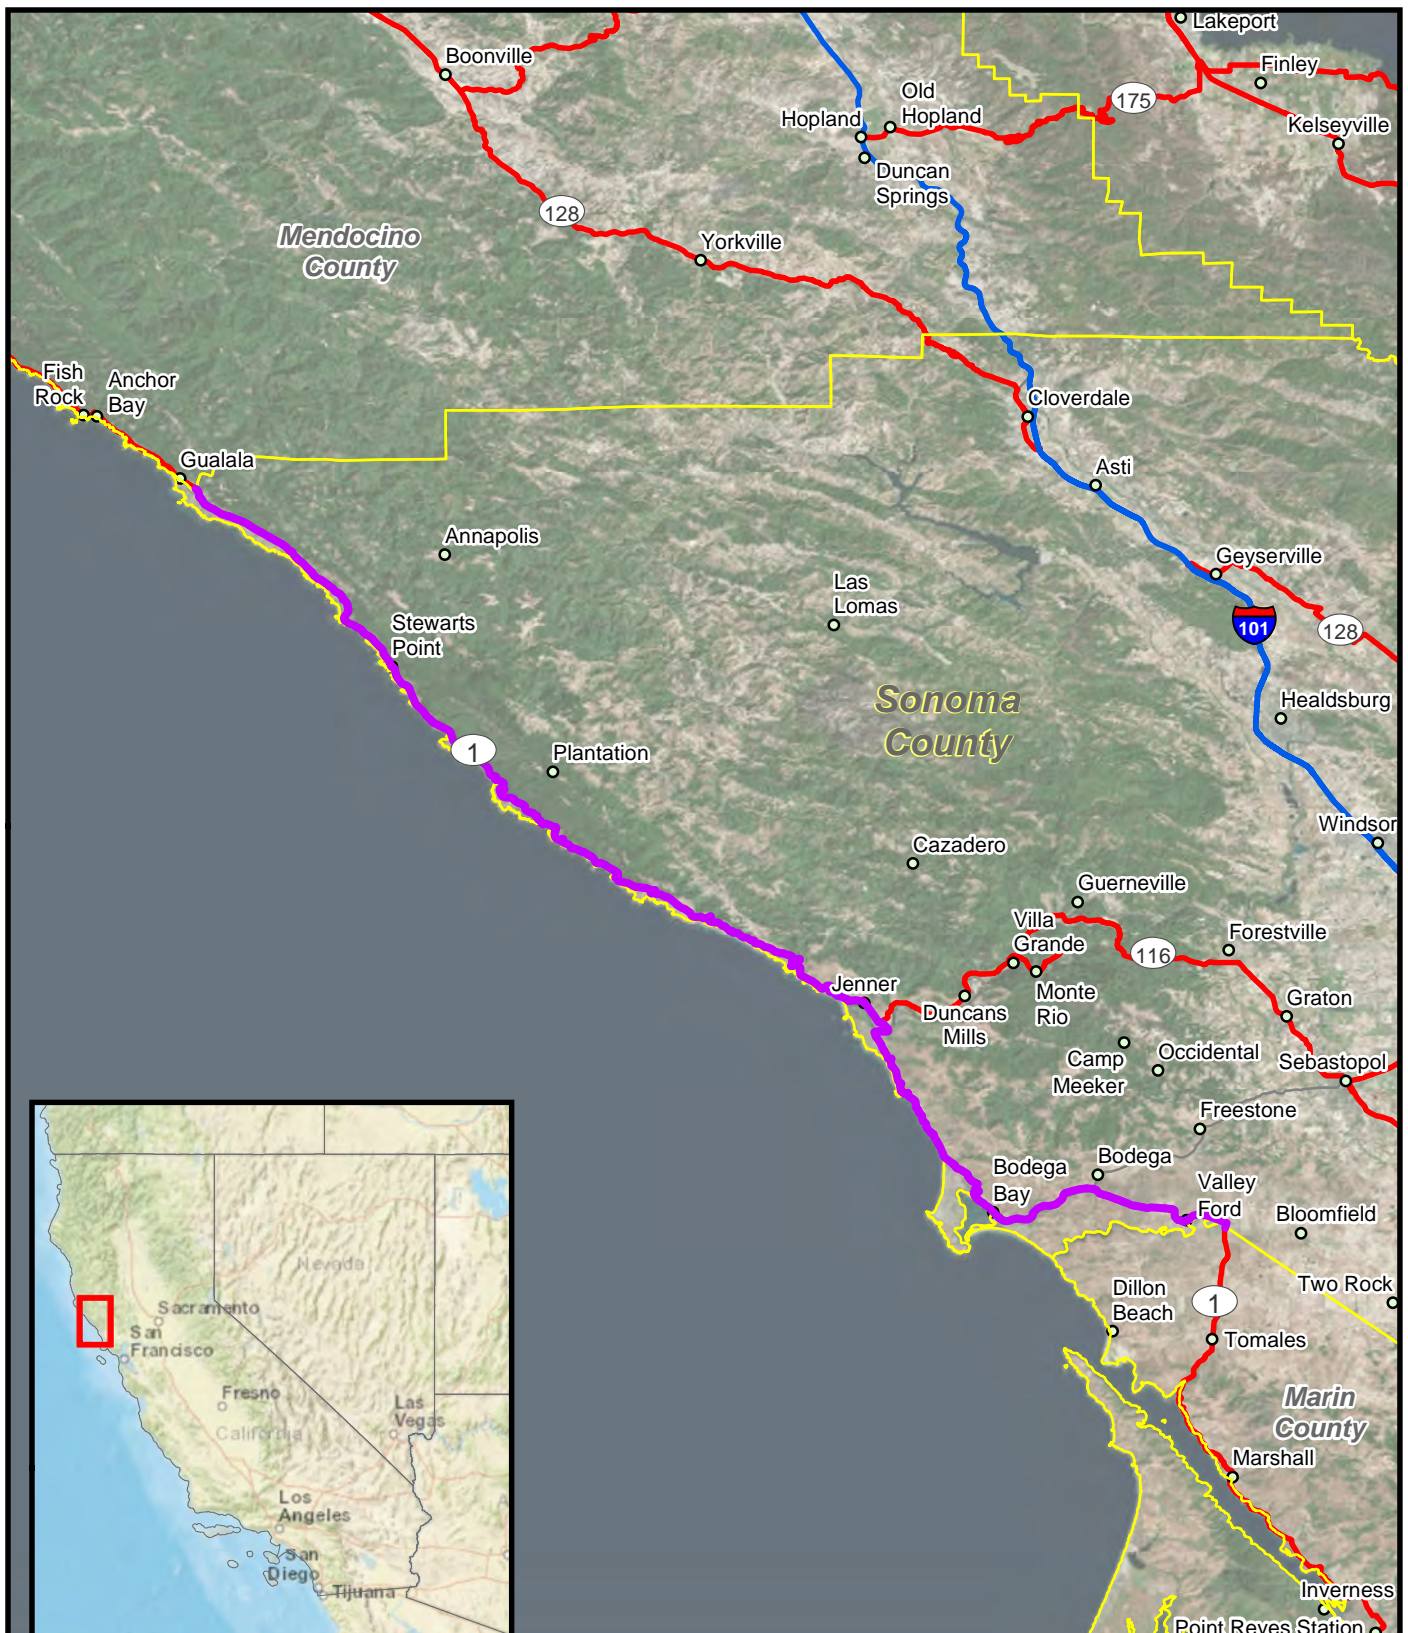 Lakeport
Boonville
Finley
Old
Hopland
175
Hopland
Kelseyville
Duncan
Springs
128
Mendocino
County
Yorkville
Fish
Rock
Anchor
Bay
Cloverdale
Gualala
Asti
Annapolis
Geyserville
Las
Lomas
101
128
Stewarts
Point
Sonoma
County
Healdsburg
1
Plantation
Windsor
Cazadero
Guerneville
Villa
Grande
Forestville
116
Jenner
Duncans
Mills
Monte
Rio
Graton
Camp
Meeker
Occidental
Sebastopol
Freestone
Bodega
Bodega
Bay
Valley
Ford
Bloomfield
Dillon
Beach
Two Rock
1
Tomales
Marin
County
Marshall
Inverness
Point Reyes Station
Nevada
Sacramento
San
Francisco
Fresno
California
Las
Vegas
Los
Angeles
San
Diego
Tijuana